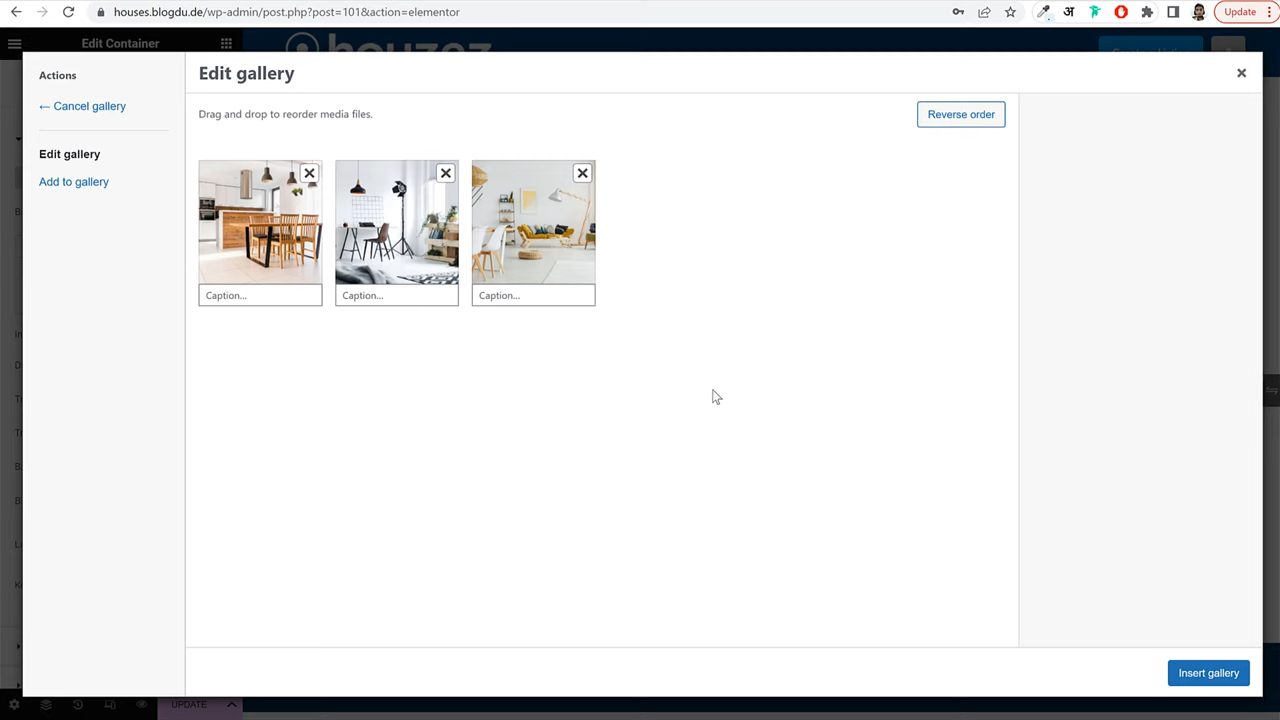 houses.blogdu.de/wp-admin/post.php?post=101&action=elementor
अ
Update
Edit Container
houzez
Actions
Edit gallery
← Cancel gallery
Drag and drop to reorder media files.
Reverse order
Edit gallery
Add to gallery
Caption...
Caption...
Caption...
Insert gallery
UPDATE